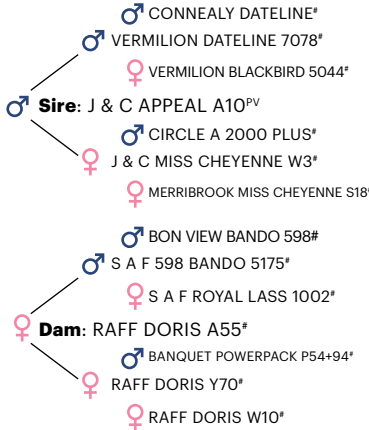 CONNEALY DATELINE#
VERMILION DATELINE 7078#
VERMILION BLACKBIRD 5044#
Sire: J & C APPEAL A10PV
CIRCLE A 2000 PLUS#
J & C MISS CHEYENNE W3#
MERRIBROOK MISS CHEYENNE S18#
BON VIEW BANDO 598#
S A F 598 BANDO 5175#
S A F ROYAL LASS 1002#
Dam: RAFF DORIS A55#
BANQUET POWERPACK P54+94#
RAFF DORIS Y70#
RAFF DORIS W10#